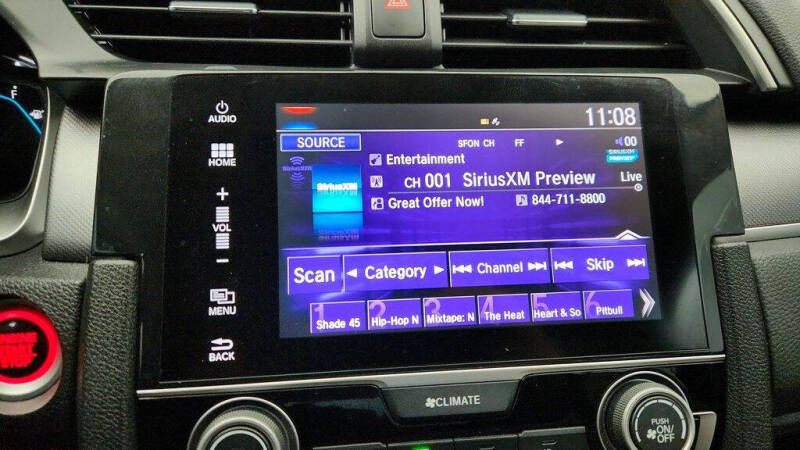 F
AUDIO
HOME
+
VOL
−
MENU
BACK
11:08
SOURCE
SFON CH FF
00
SIRIUSXM
PREVIEW
SiriusXM
SiriusXM
Entertainment
CH 001 SiriusXM Preview Live
Great Offer Now! 844-711-8800
Scan Category Channel Skip
1 2 3 4 5 6
Shade 45 Hip-Hop N Mixtape: N The Heat Heart & So Pitbull
CLIMATE
PUSH
ON/OFF